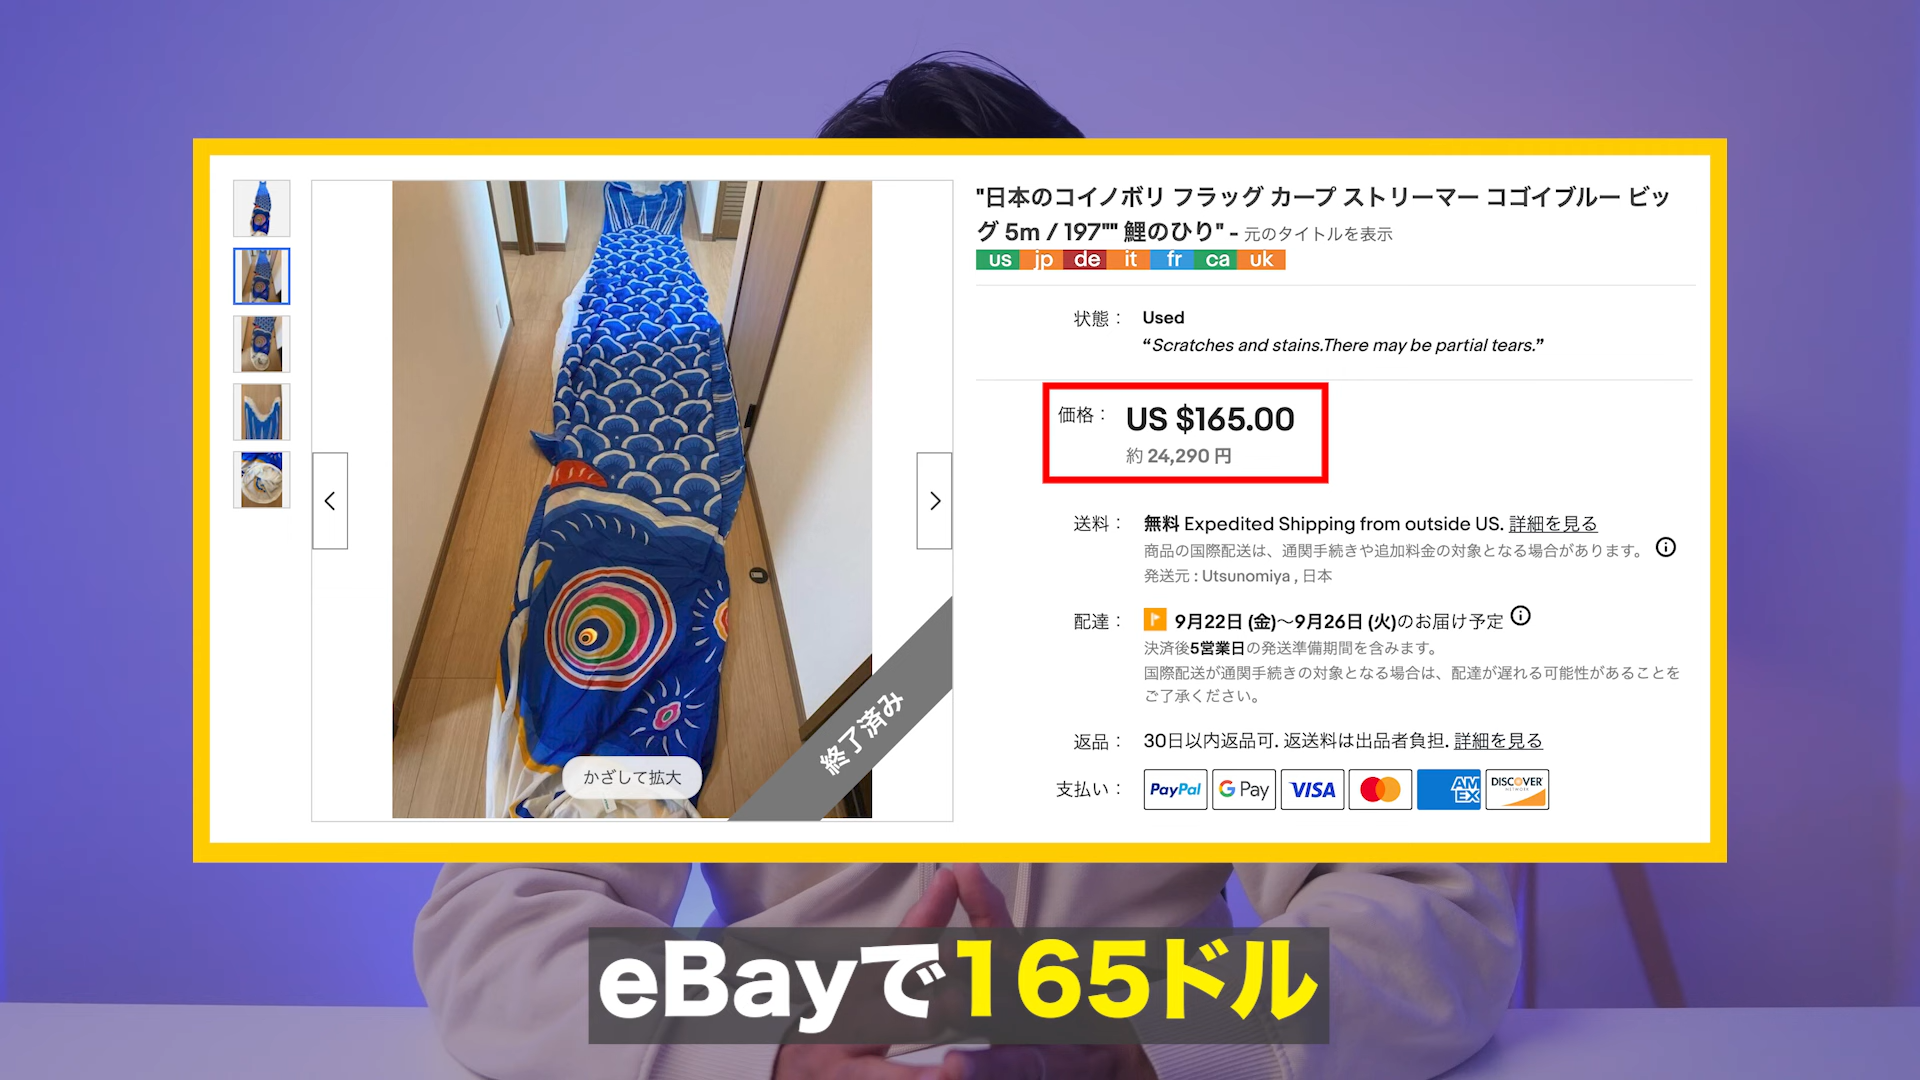 "日本のコイノボリ フラッグ カープ ストリーマー コゴイブルー ビッ
グ 5m / 197"" 鯉のひり" - 元のタイトルを表示
us jp de it fr ca uk
状態： Used
“Scratches and stains.There may be partial tears.”
価格： US $165.00
約 24,290 円
送料： 無料 Expedited Shipping from outside US. 詳細を見る
商品の国際配送は、通関手続きや追加料金の対象となる場合があります。
発送元 : Utsunomiya , 日本
配達： 9月22日 (金)～9月26日 (火)のお届け予定
決済後5営業日の発送準備期間を含みます。
国際配送が通関手続きの対象となる場合は、配達が遅れる可能性があることを
ご了承ください。
返品： 30日以内返品可. 返送料は出品者負担. 詳細を見る
支払い： PayPal G Pay VISA AMEX DISCOVER NETWORK
終了済み
かざして拡大
eBayで165ドル